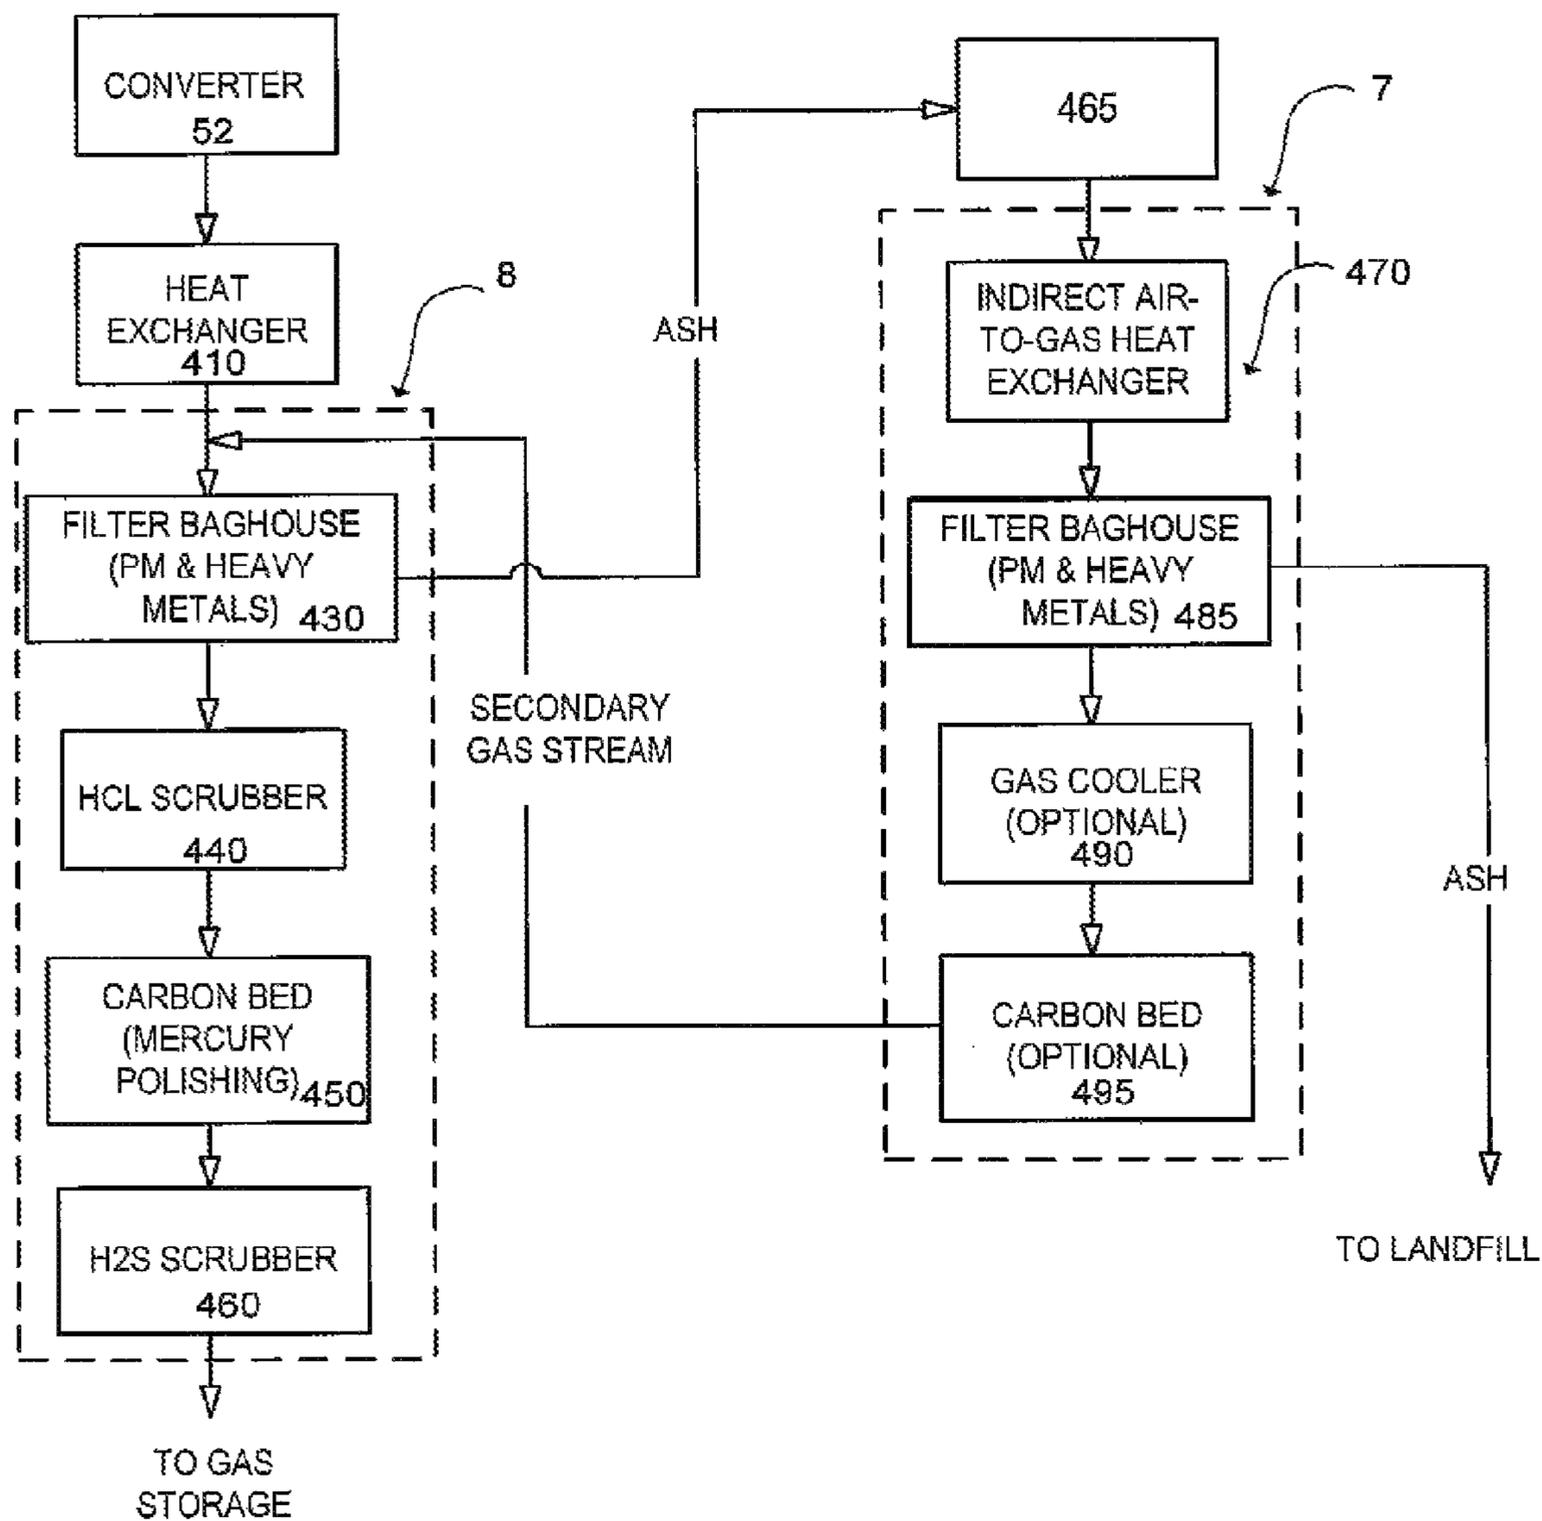 CONVERTER
52
HEAT
EXCHANGER
410
8
FILTER BAGHOUSE
(PM & HEAVY
METALS) 430
HCL SCRUBBER
440
CARBON BED
(MERCURY
POLISHING) 450
H2S SCRUBBER
460
TO GAS
STORAGE
ASH
SECONDARY
GAS STREAM
465
7
INDIRECT AIR-
TO-GAS HEAT
EXCHANGER
470
FILTER BAGHOUSE
(PM & HEAVY
METALS) 485
GAS COOLER
(OPTIONAL)
490
CARBON BED
(OPTIONAL)
495
ASH
TO LANDFILL